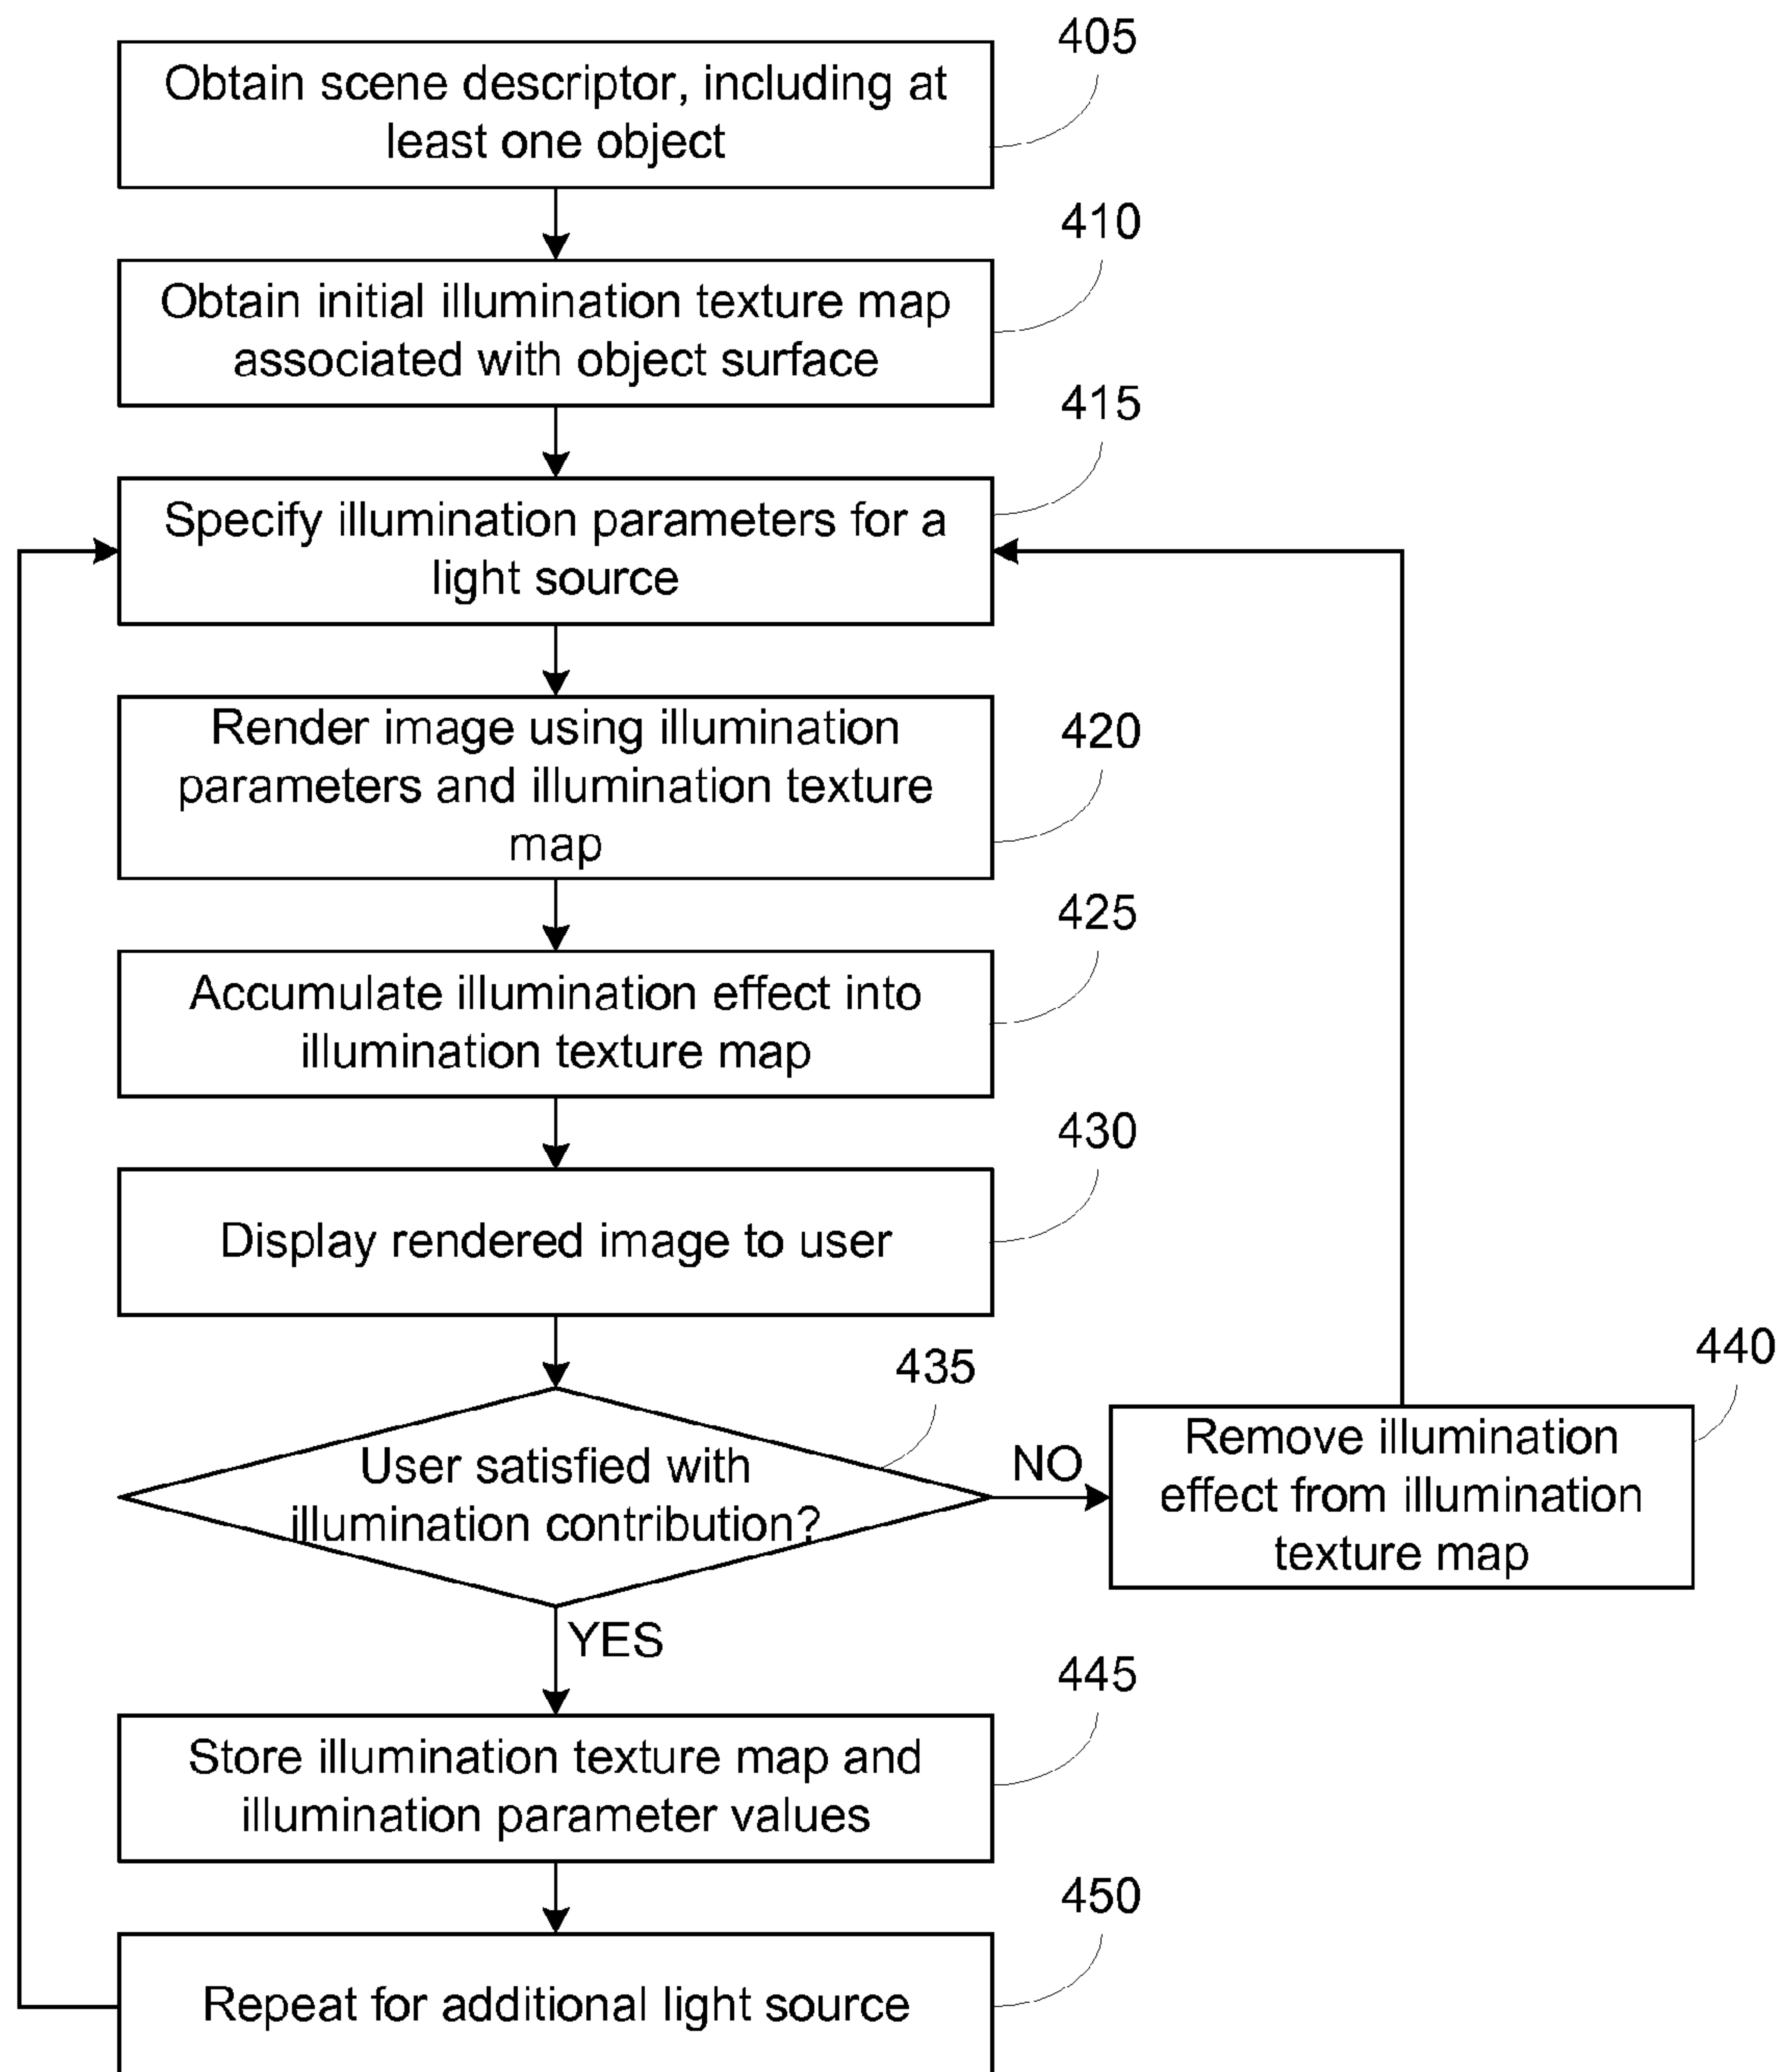 405
Obtain scene descriptor, including at
least one object
410
Obtain initial illumination texture map
associated with object surface
415
Specify illumination parameters for a
light source
420
Render image using illumination
parameters and illumination texture
map
425
Accumulate illumination effect into
illumination texture map
430
Display rendered image to user
435
User satisfied with
illumination contribution?
NO
440
Remove illumination
effect from illumination
texture map
YES
445
Store illumination texture map and
illumination parameter values
450
Repeat for additional light source